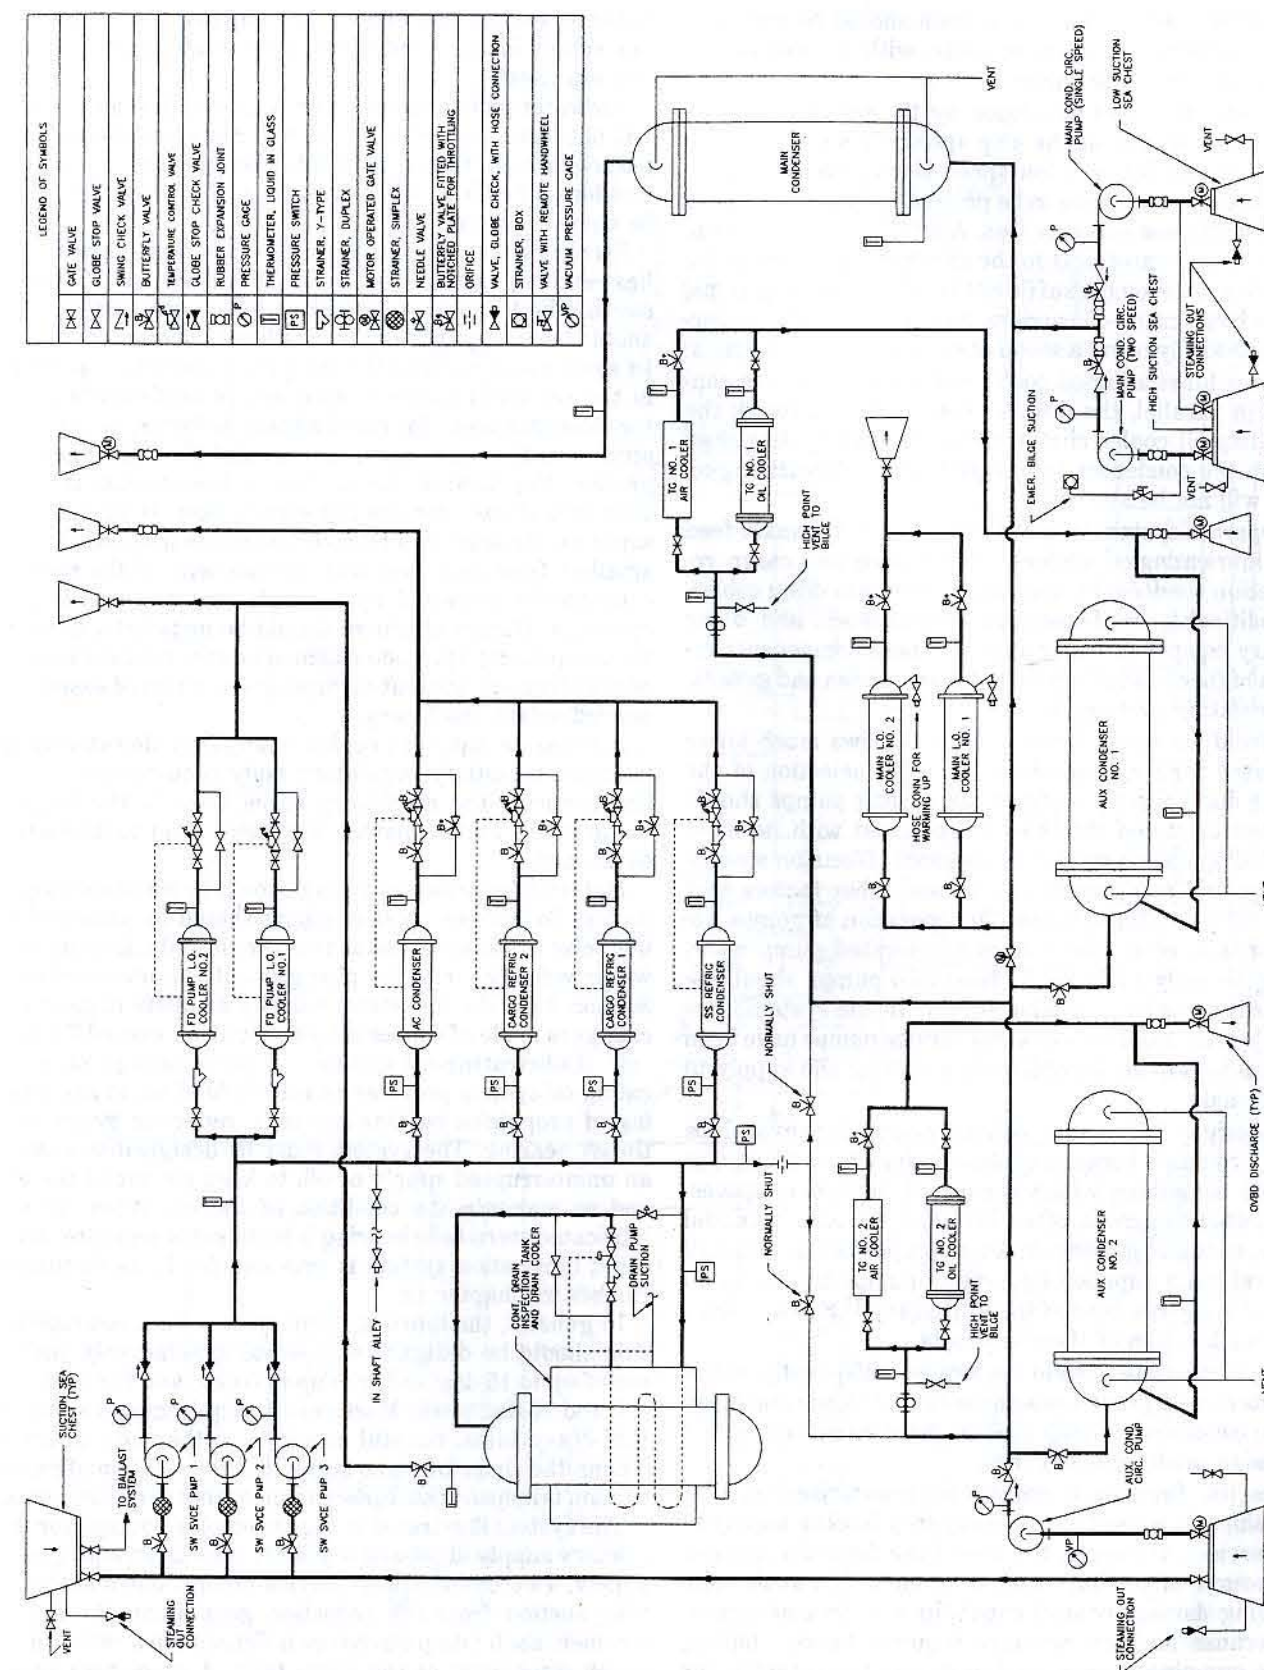 LEGEND OF SYMBOLS
GATE VALVE
GLOBE STOP VALVE
SWING CHECK VALVE
BUTTERFLY VALVE
TEMPERATURE CONTROL VALVE
GLOBE STOP CHECK VALVE
RUBBER EXPANSION JOINT
PRESSURE GAGE
THERMOMETER, LIQUID IN GLASS
PS
PRESSURE SWITCH
STRAINER, Y-TYPE
STRAINER, DUPLEX
MOTOR OPERATED GATE VALVE
STRAINER, SIMPLEX
NEEDLE VALVE
BUTTERFLY VALVE FITTED WITH
NOTCHED PLATE FOR THROTTLING
ORIFICE
VALVE, GLOBE CHECK, WITH HOSE CONNECTION
STRAINER, BOX
VALVE WITH REMOTE HANDWHEEL
VP
VACUUM PRESSURE GAGE
SUCTION SEA
CHEST (TYP)
VENT
STEAMING
OUT
CONNECTION
TO BALLAST
SYSTEM
SW SVCE PMP 1
SW SVCE PMP 2
SW SVCE PMP 3
FD PUMP L.O.
COOLER NO.2
FD PUMP L.O.
COOLER NO.1
AC CONDENSER
CARGO REFRIG
CONDENSER 2
CARGO REFRIG
CONDENSER 1
SS REFRIG
CONDENSER
PS
PS
PS
PS
PS
IN SHAFT ALLEY
CONT. DRAIN
INSPECTION TANK
AND DRAIN COOLER
DRAIN PUMP
SUCTION
NORMALLY SHUT
NORMALLY SHUT
TG NO. 1
AIR COOLER
TG NO. 1
OIL COOLER
HIGH POINT
VENT TO
BILGE
MAIN
CONDENSER
VENT
MAIN L.O.
COOLER NO. 2
HOSE CONN FOR
WARMING UP
MAIN L.O.
COOLER NO. 1
TG NO. 2
AIR COOLER
TG NO. 2
OIL
COOLER
HIGH POINT
VENT TO
BILGE
AUX CONDENSER
NO. 1
AUX CONDENSER
NO. 2
VENT
AUX COND
CIRC. PUMP
VP
STEAMING OUT
CONNECTION
OVBD DISCHARGE (TYP)
EMER. BILGE SUCTION
MAIN COND. CIRC.
PUMP (TWO SPEED)
HIGH SUCTION SEA CHEST
VENT
STEAMING OUT
CONNECTIONS
MAIN COND. CIRC.
PUMP (SINGLE SPEED)
LOW SUCTION
SEA CHEST
VENT